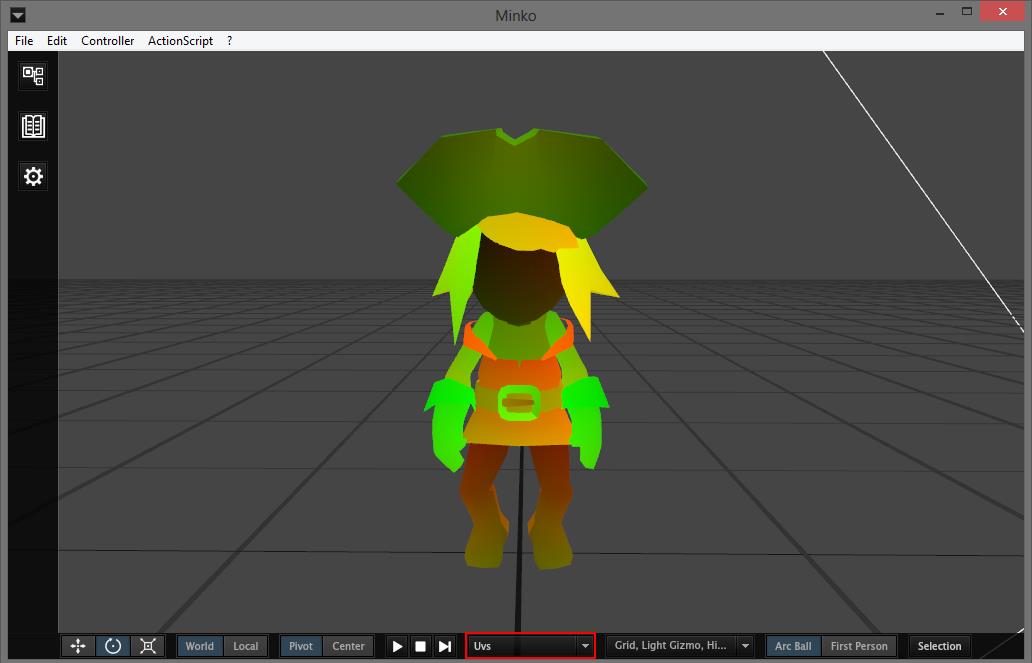 Minko
File Edit Controller ActionScript ?
Uvs Grid, Light Gizmo, Hi...
World Local Pivot Center Arc Ball First Person Selection